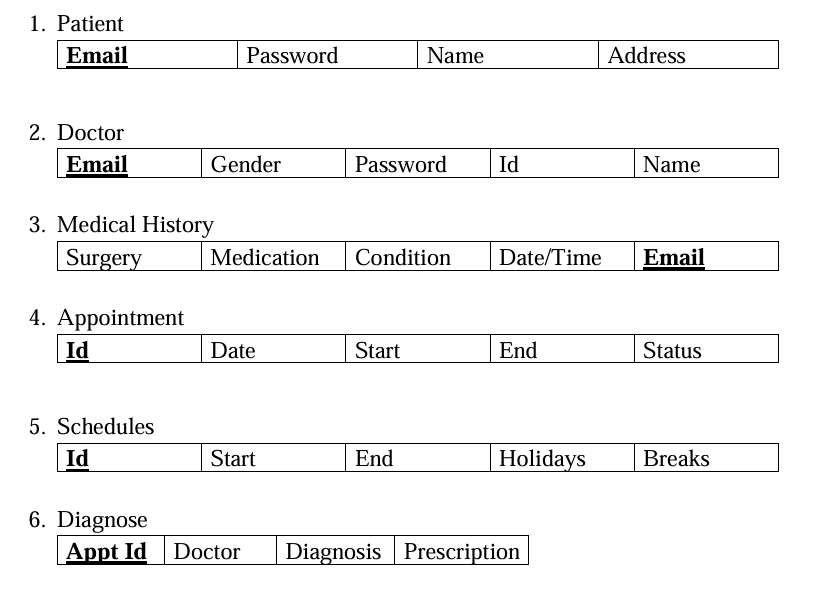 1. Patient
Email Password Name Address
2. Doctor
Email Gender Password Id Name
3. Medical History
Surgery Medication Condition Date/Time Email
4. Appointment
Id Date Start End Status
5. Schedules
Id Start End Holidays Breaks
6. Diagnose
Appt Id Doctor Diagnosis Prescription